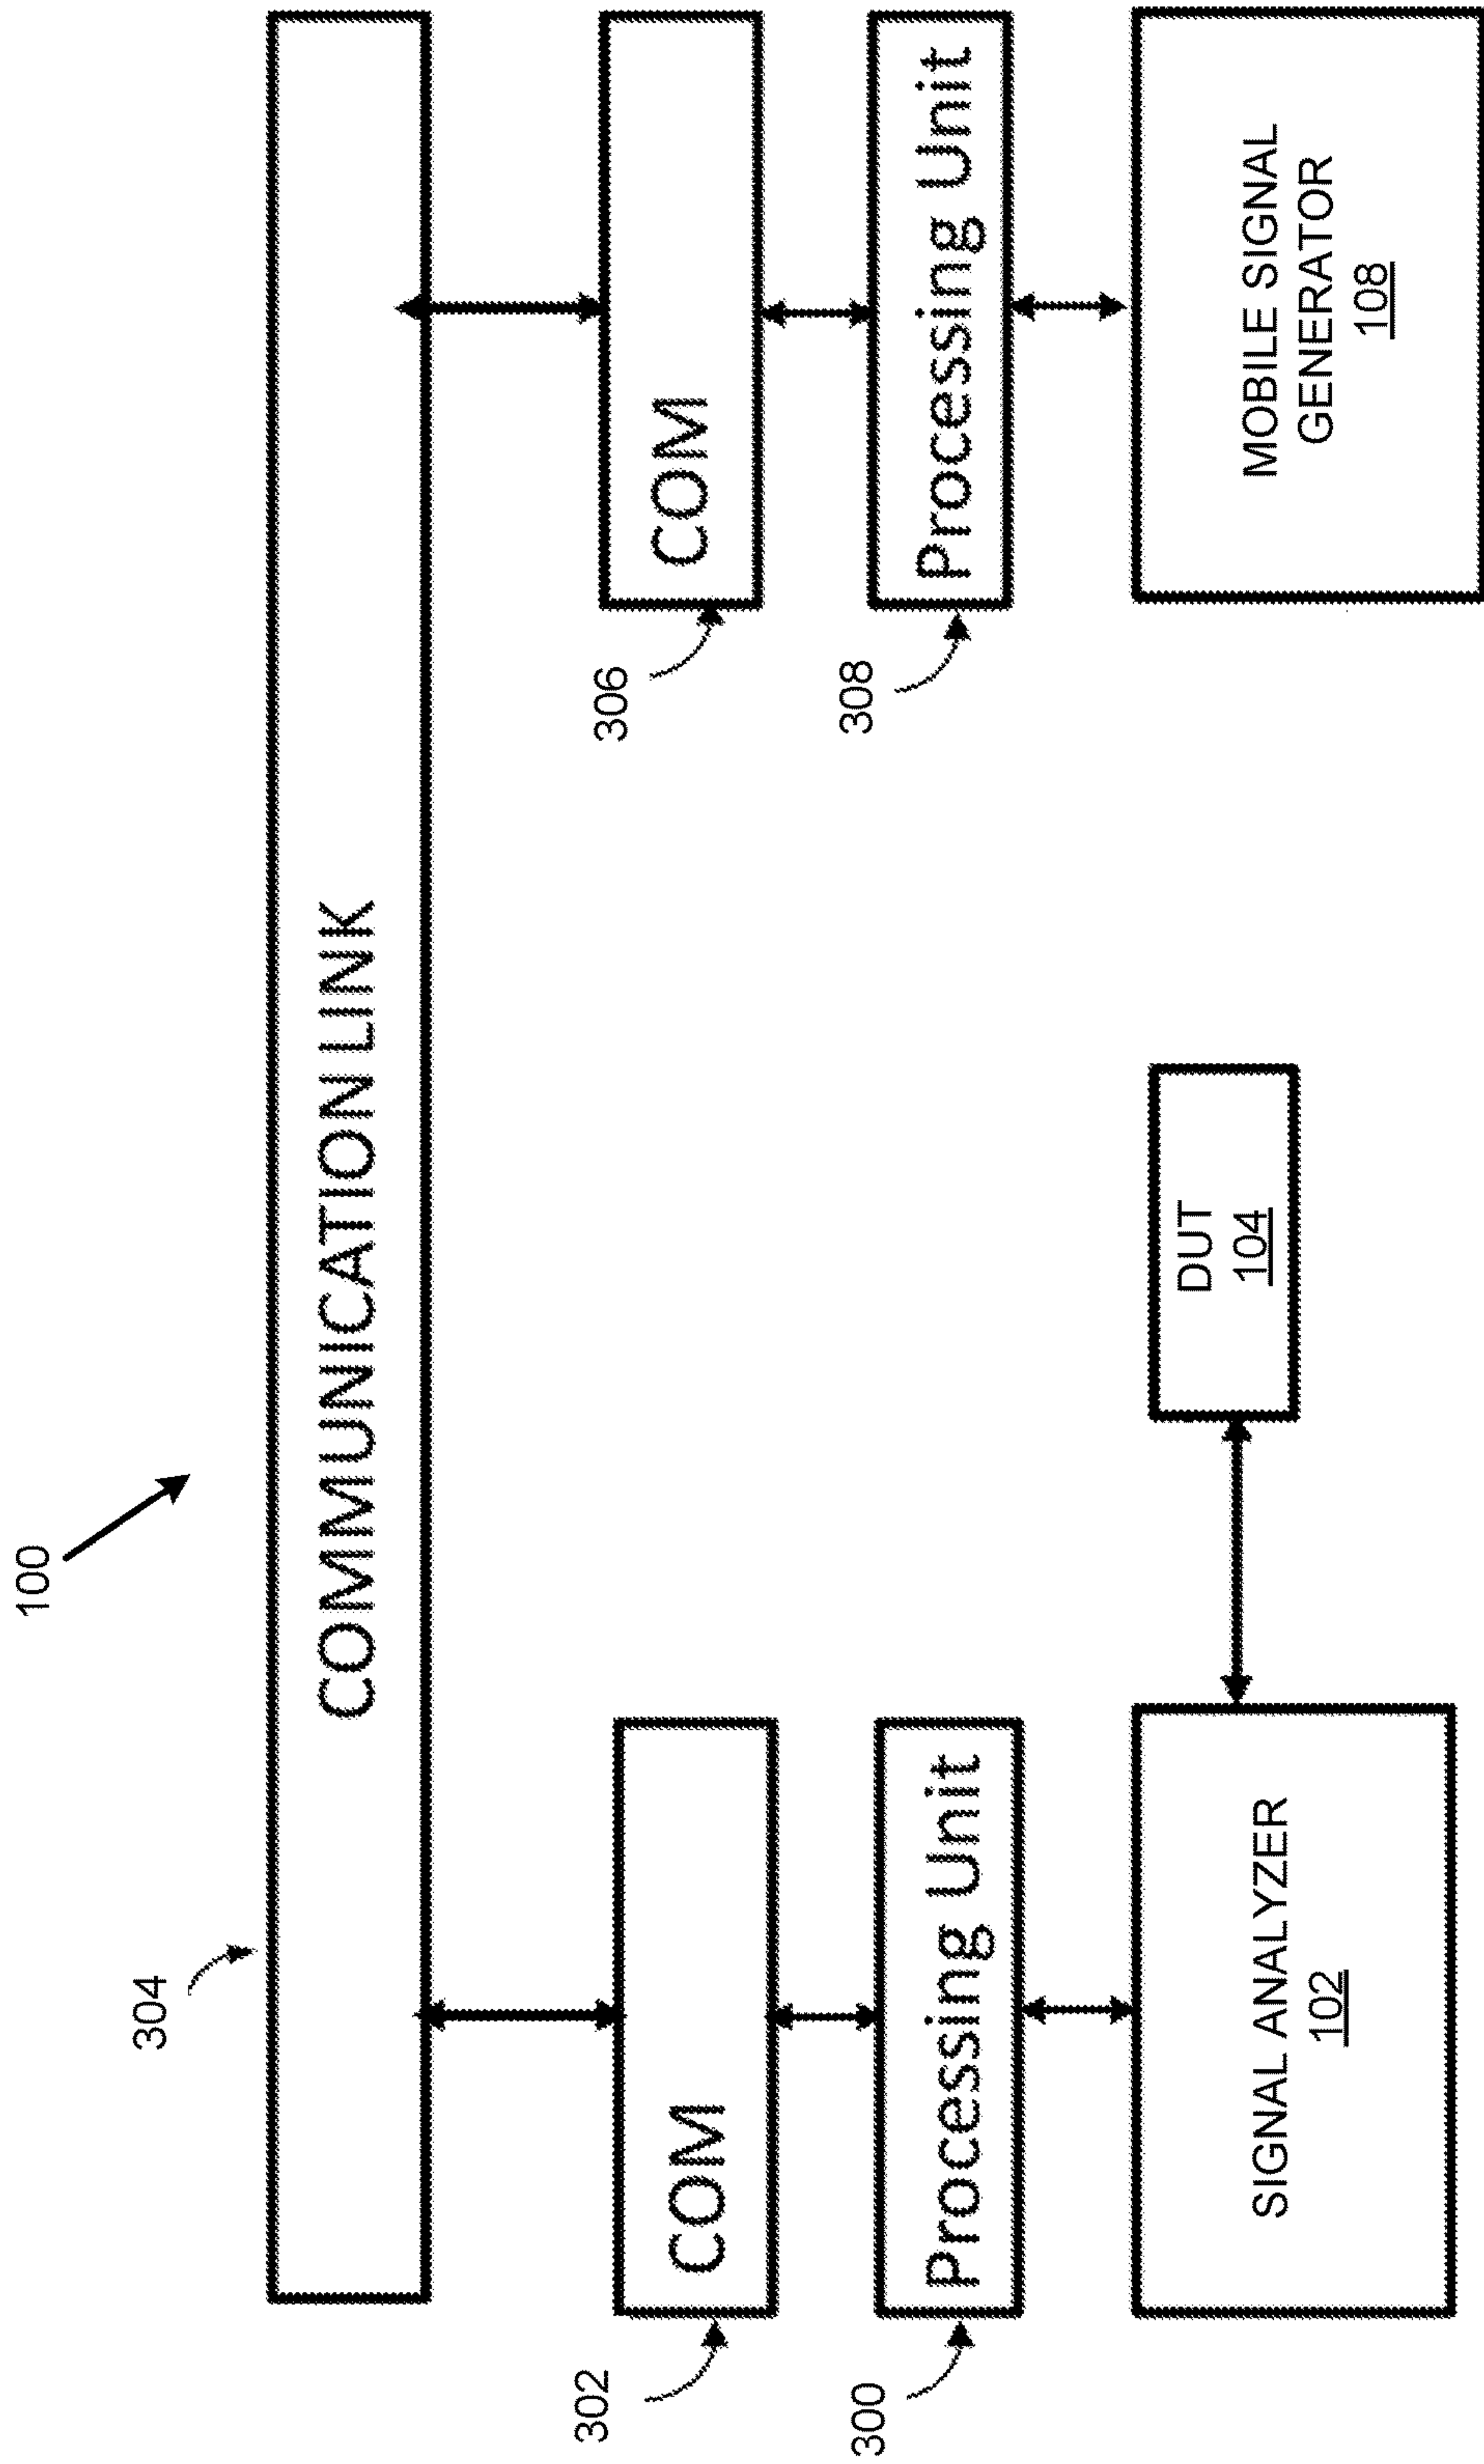 100
304
COMMUNICATION LINK
302
COM
306
COM
300
Processing Unit
308
Processing Unit
SIGNAL ANALYZER
102
DUT
104
MOBILE SIGNAL
GENERATOR
108